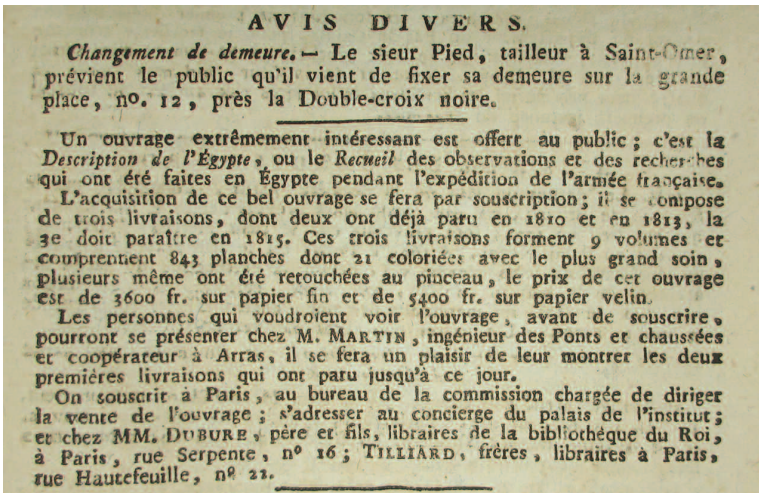 AVIS DIVERS.
Changement de demeure. — Le sieur Pied, tailleur à Saint-Omer,
prévient le public qu'il vient de fixer sa demeure sur la grande
place, nº. 12, près la Double-croix noire.
Un ouvrage extrêmement intéressant est offert au public ; c'est la
Description de l'Égypte, ou le Recueil des observations et des recherches
qui ont été faites en Égypte pendant l'expédition de l'armée française.
L'acquisition de ce bel ouvrage se fera par souscription ; il se compose
de trois livraisons, dont deux ont déjà paru en 1810 et en 1813, la
3e doit paraître en 1815. Ces trois livraisons forment 9 volumes et
comprennent 843 planches dont 21 coloriées avec le plus grand soin,
plusieurs même ont été retouchées au pinceau, le prix de cet ouvrage
est de 3600 fr. sur papier fin et de 5400 fr. sur papier velin.
Les personnes qui voudroient voir l'ouvrage, avant de souscrire,
pourront se présenter chez M. MARTIN, ingénieur des Ponts et chaussées
et coopérateur à Arras, il se fera un plaisir de leur montrer les deux
premières livraisons qui ont paru jusqu'à ce jour.
On souscrit à Paris, au bureau de la commission chargée de diriger
la vente de l'ouvrage ; s'adresser au concierge du palais de l'institut ;
et chez MM. DUBURE, père et fils, libraires de la bibliothéque du Roi,
à Paris, rue Serpente, nº 16 ; TILLIARD, frères, libraires à Paris,
rue Hautefeuille, nº 22.